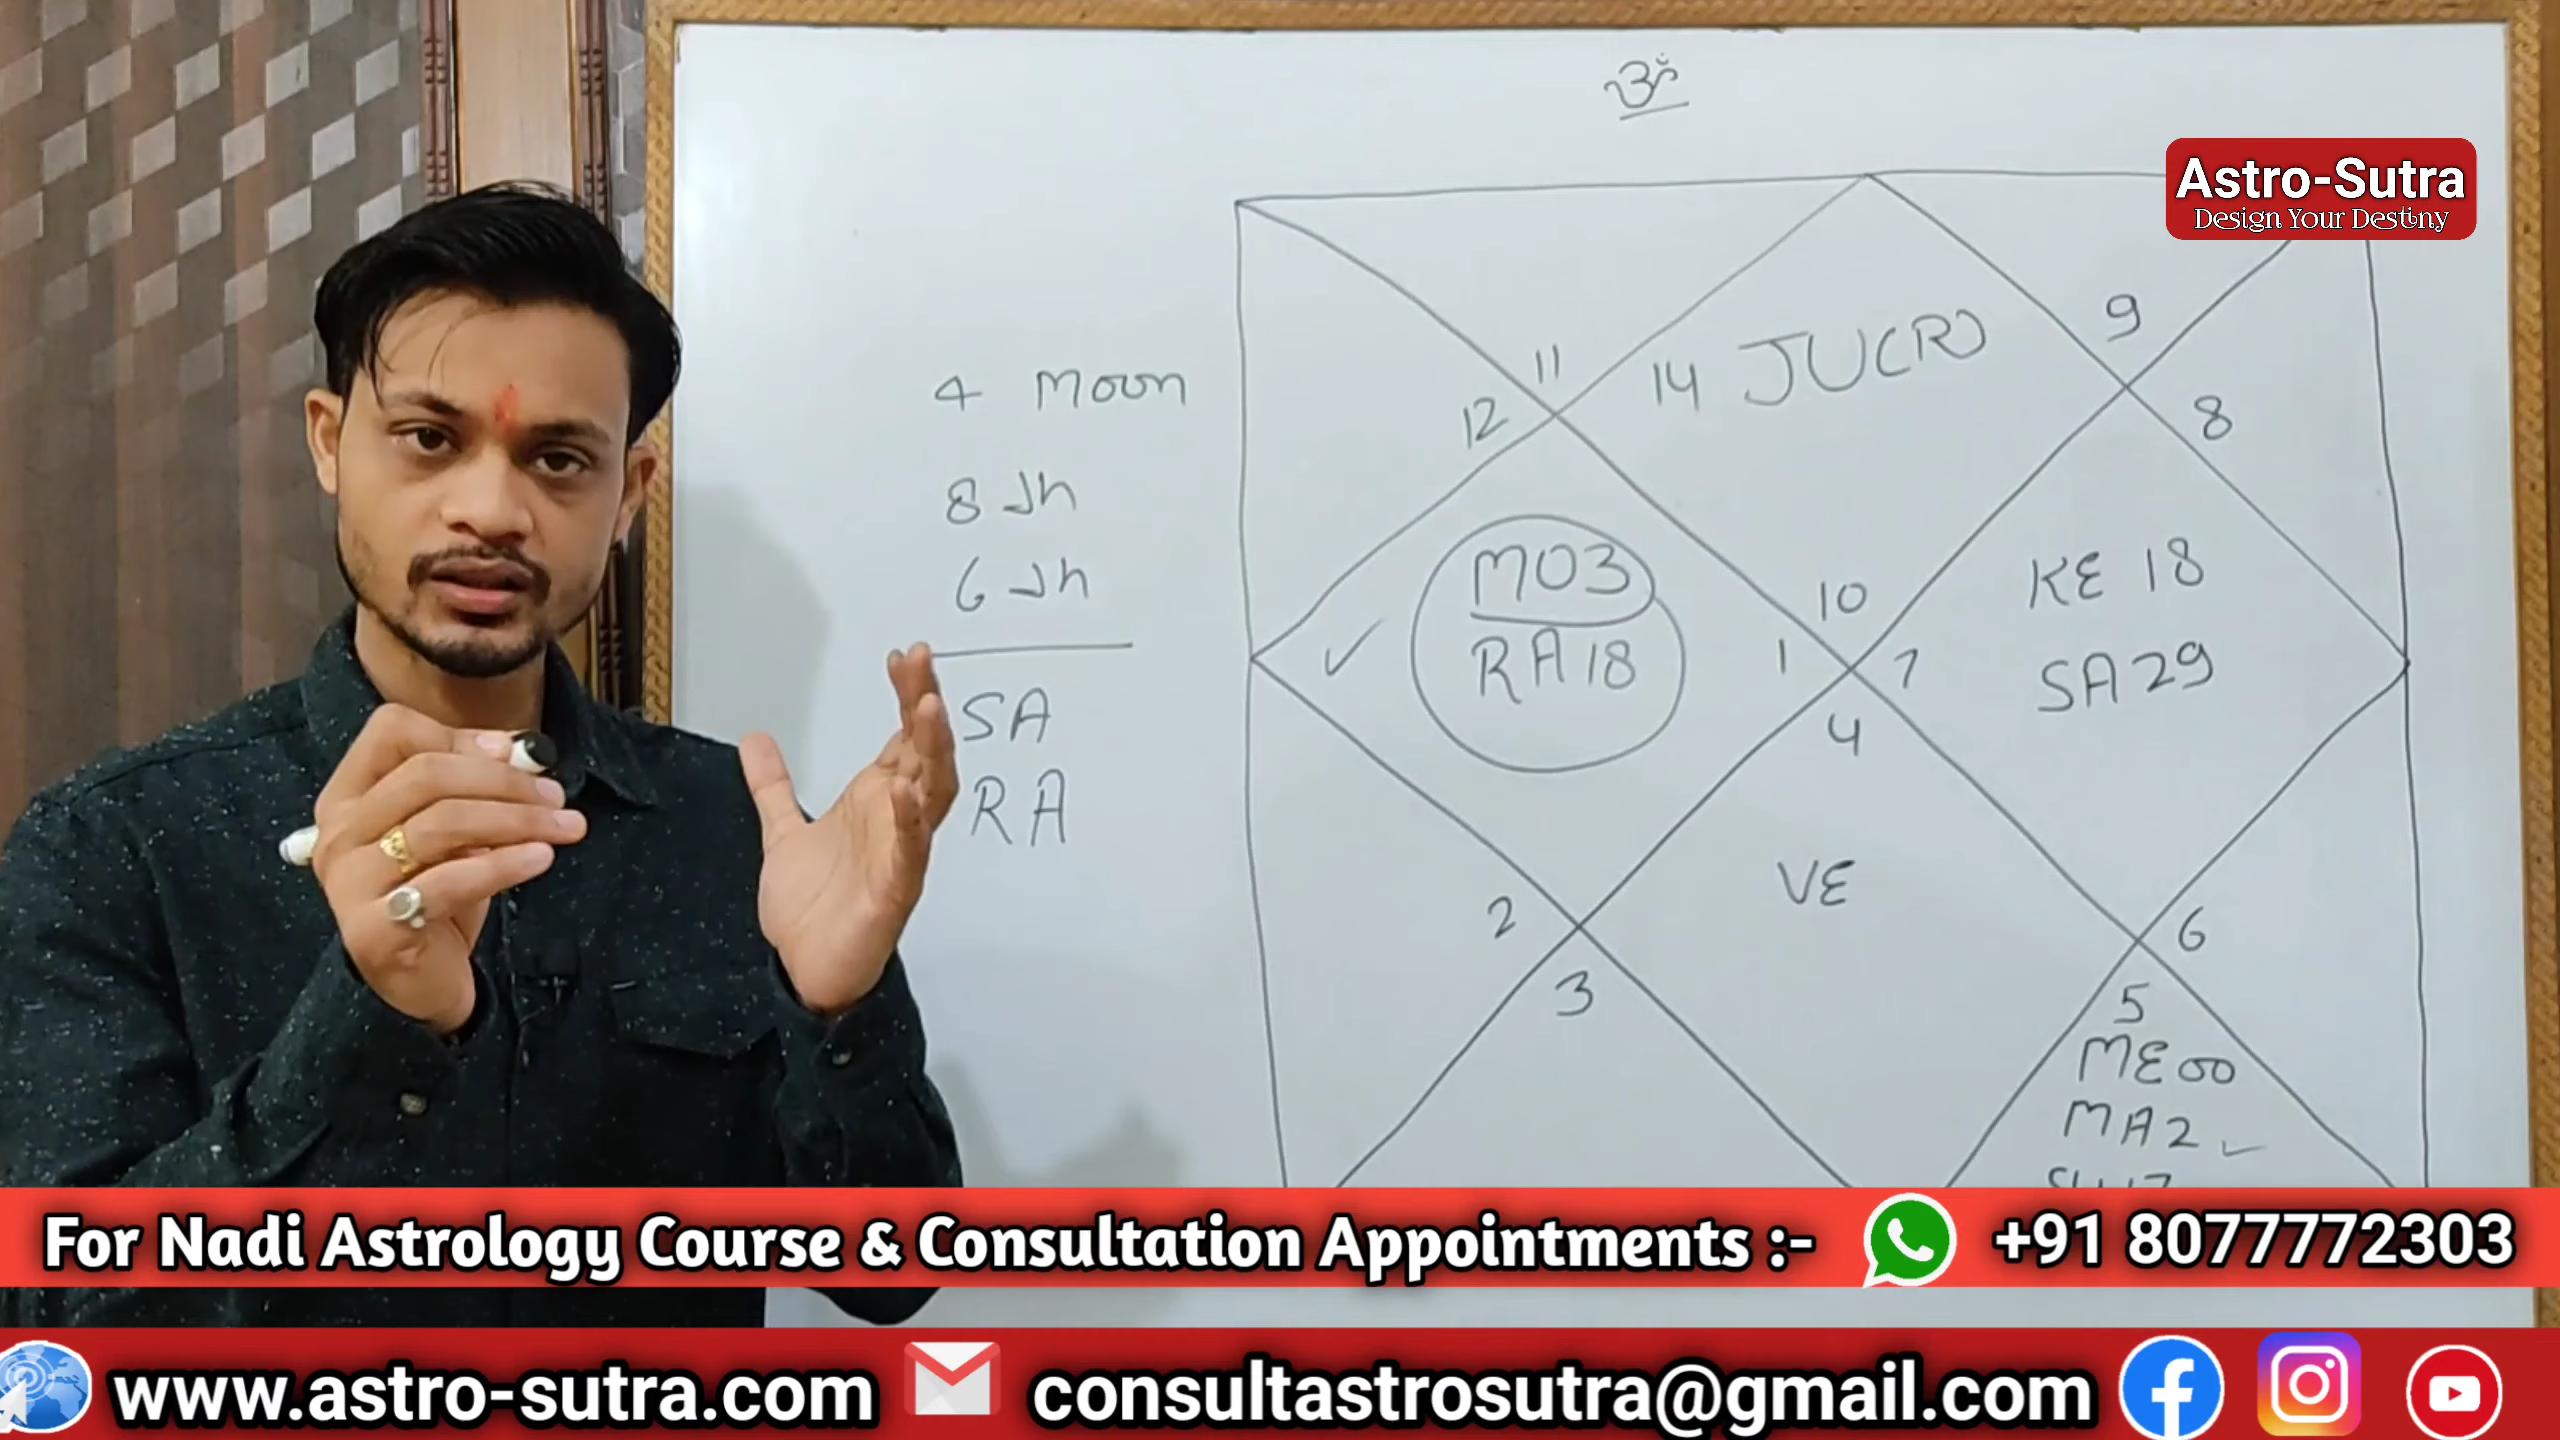 ॐ
Astro-Sutra
Design Your Destiny
4 Moon
8 Jh
6 Jh
SA
RA
9
11
14 JU(R)
12
8
MO3
RA18
10
1
7
4
KE 18
SA29
VE
2
3
6
5
ME00
MA2
For Nadi Astrology Course & Consultation Appointments :- +91 8077772303
www.astro-sutra.com consultastrosutra@gmail.com